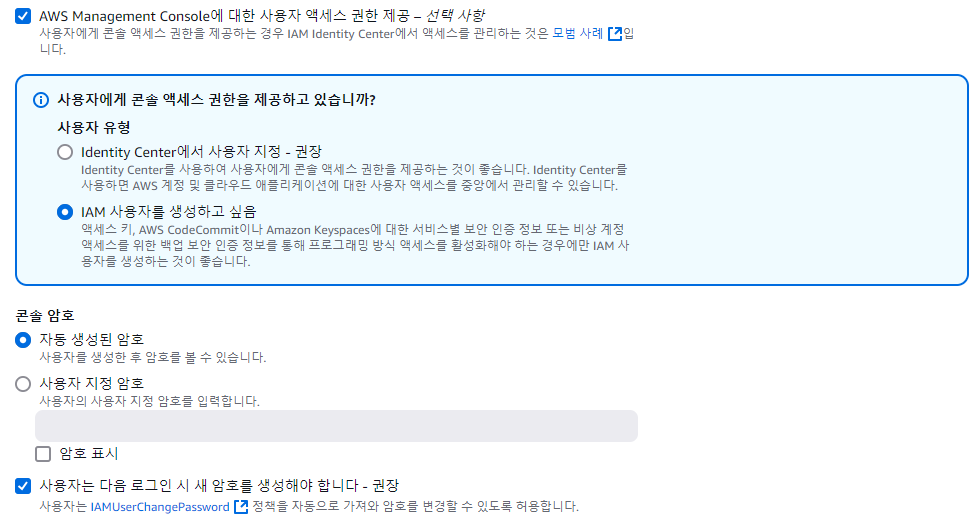 AWS Management Console에 대한 사용자 액세스 권한 제공 – 선택 사항
사용자에게 콘솔 액세스 권한을 제공하는 경우 IAM Identity Center에서 액세스를 관리하는 것은 모범 사례 입
니다.
사용자에게 콘솔 액세스 권한을 제공하고 있습니까?
사용자 유형
Identity Center에서 사용자 지정 - 권장
Identity Center를 사용하여 사용자에게 콘솔 액세스 권한을 제공하는 것이 좋습니다. Identity Center를
사용하면 AWS 계정 및 클라우드 애플리케이션에 대한 사용자 액세스를 중앙에서 관리할 수 있습니다.
IAM 사용자를 생성하고 싶음
액세스 키, AWS CodeCommit이나 Amazon Keyspaces에 대한 서비스별 보안 인증 정보 또는 비상 계정
액세스를 위한 백업 보안 인증 정보를 통해 프로그래밍 방식 액세스를 활성화해야 하는 경우에만 IAM 사
용자를 생성하는 것이 좋습니다.
콘솔 암호
자동 생성된 암호
사용자를 생성한 후 암호를 볼 수 있습니다.
사용자 지정 암호
사용자의 사용자 지정 암호를 입력합니다.
암호 표시
사용자는 다음 로그인 시 새 암호를 생성해야 합니다 - 권장
사용자는 IAMUserChangePassword 정책을 자동으로 가져와 암호를 변경할 수 있도록 허용합니다.